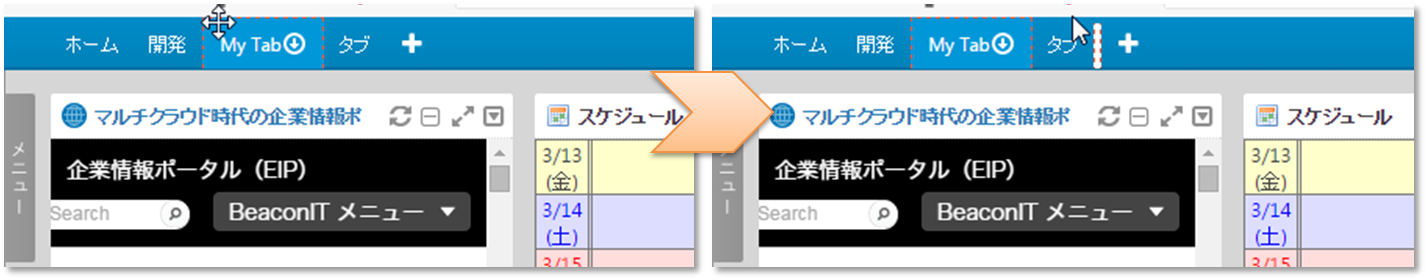 ホーム 開発 My Tab タブ
マルチクラウド時代の企業情報ポ
スケジュール
メニュー
企業情報ポータル（EIP）
Search
BeaconIT メニュー
3/13
(金)
3/14
(土)
3/15
ホーム 開発 My Tab タブ
マルチクラウド時代の企業情報ポ
スケジュール
メニュー
企業情報ポータル（EIP）
Search
BeaconIT メニュー
3/13
(金)
3/14
(土)
3/15